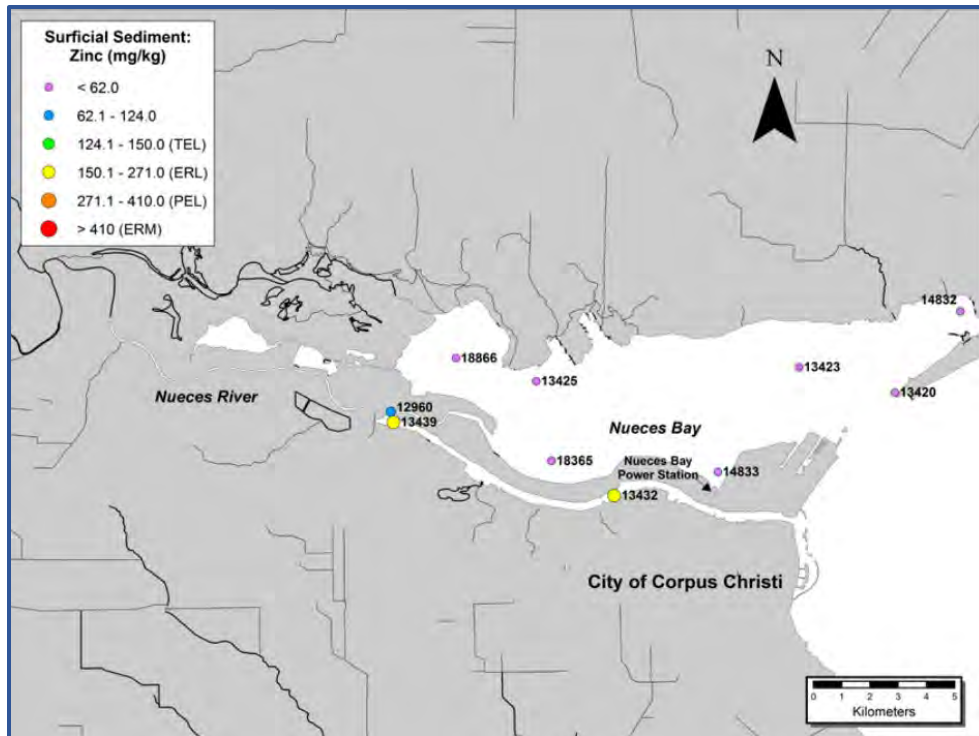 Surficial Sediment:
Zinc (mg/kg)
< 62.0
62.1 - 124.0
124.1 - 150.0 (TEL)
150.1 - 271.0 (ERL)
271.1 - 410.0 (PEL)
> 410 (ERM)
N
14832
18866
13425
13423
13420
Nueces River
12960
13439
Nueces Bay
18365
Nueces Bay
Power Station
14833
13432
City of Corpus Christi
0 1 2 3 4 5
Kilometers